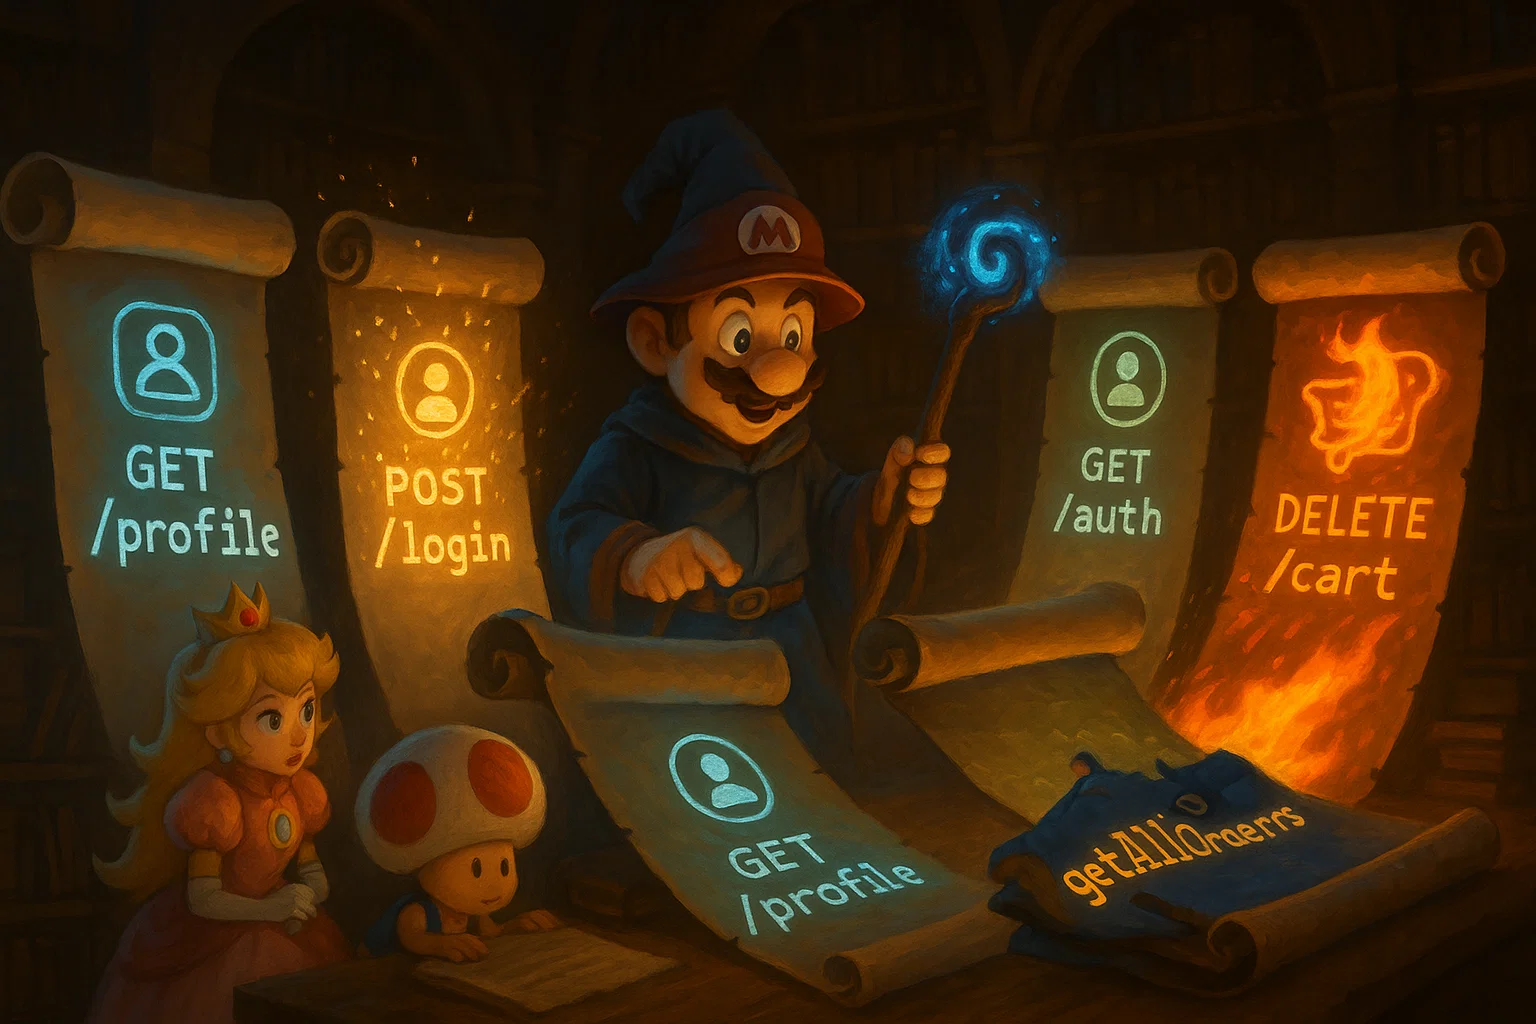 M
GET
/profile
POST
/login
GET
/auth
DELETE
/cart
GET
/profile
getAllOraerrs